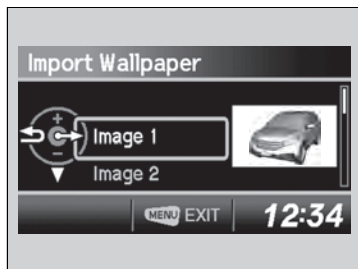 Import Wallpaper
Image 1
Image 2
MENU EXIT
12:34